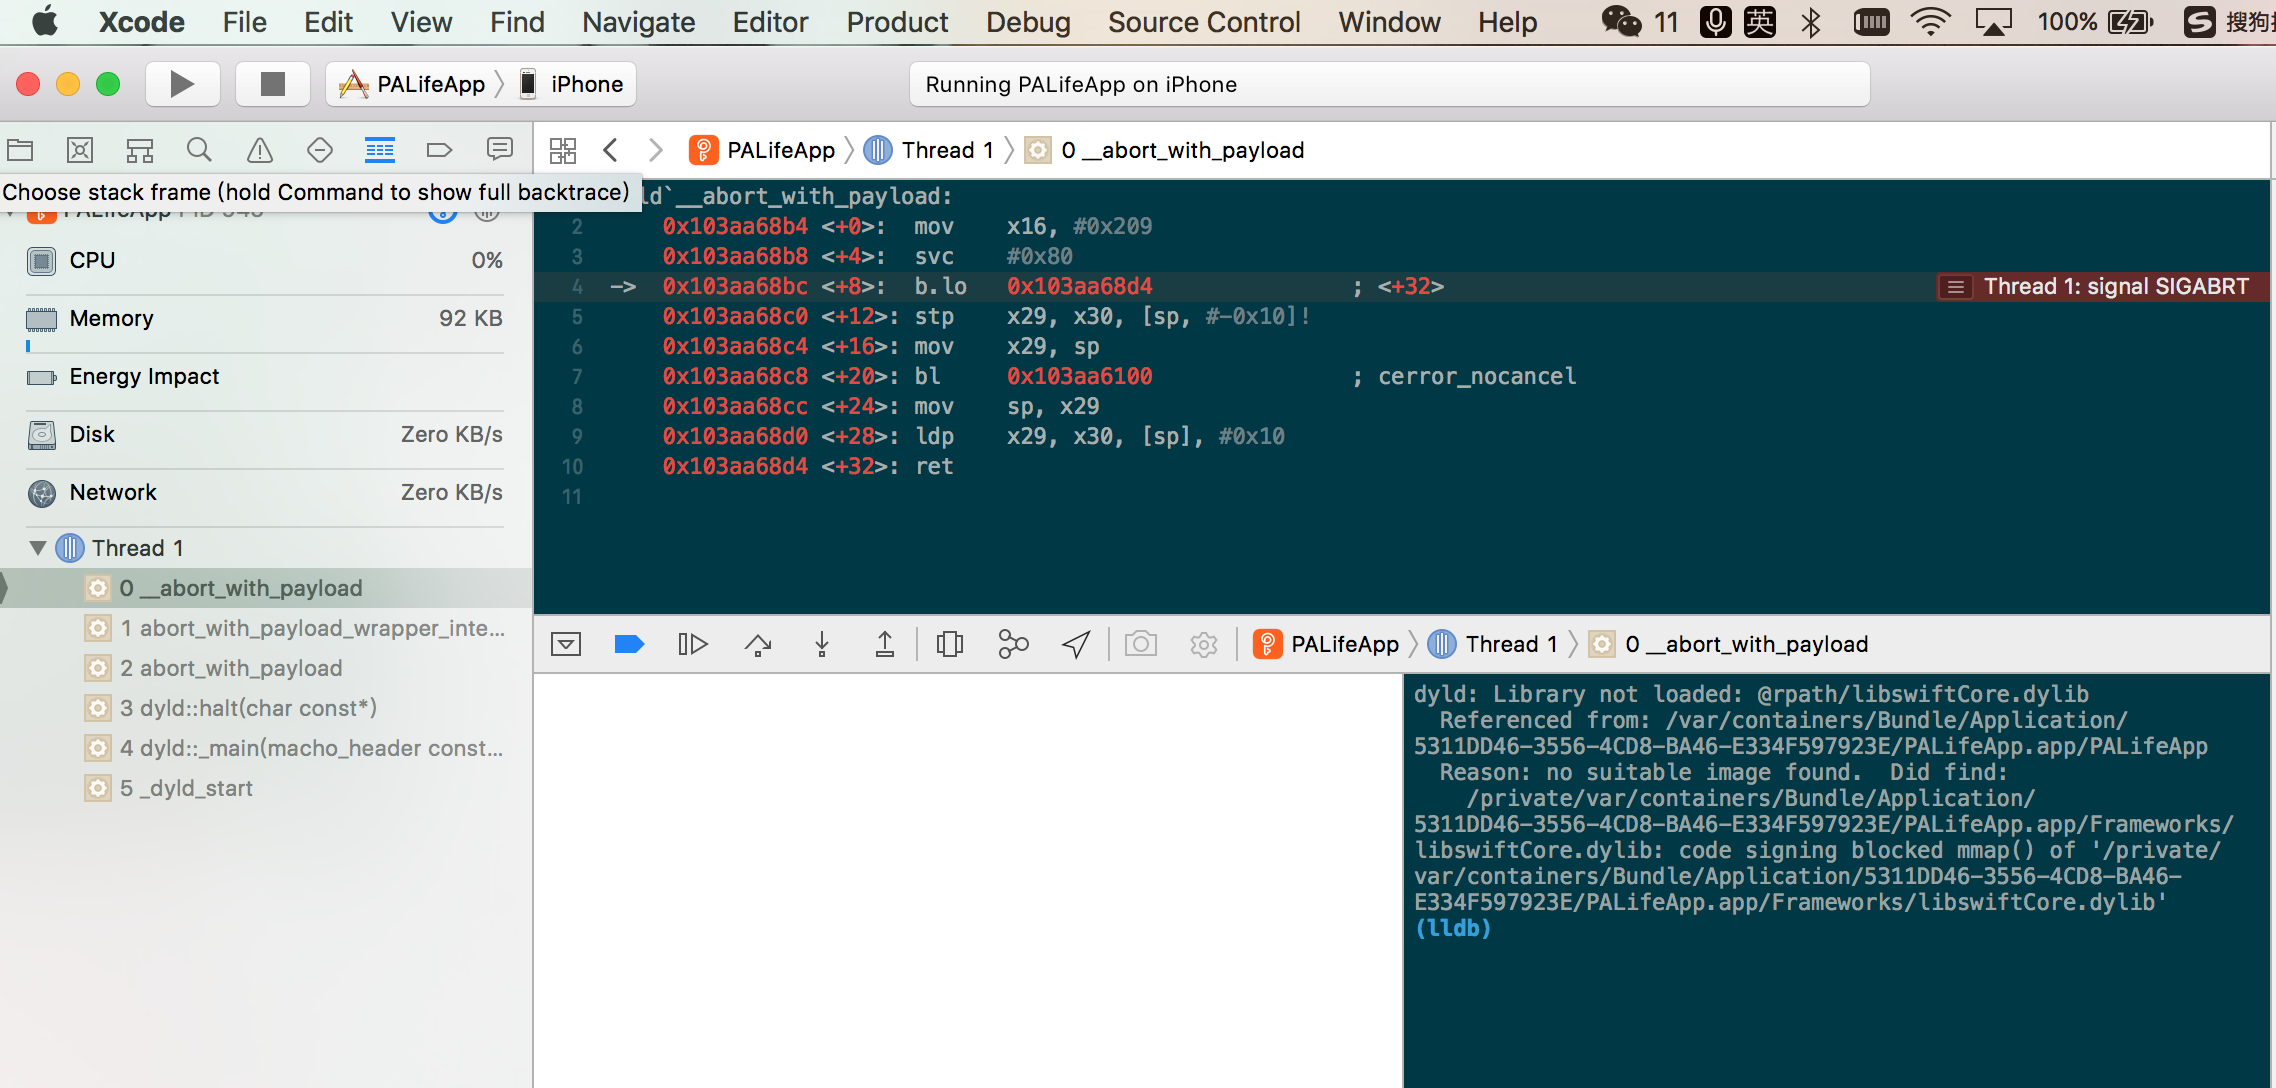 Xcode File Edit View Find Navigate Editor Product Debug Source Control Window Help 11 英 100% 搜狗
PALifeApp iPhone Running PALifeApp on iPhone
PALifeApp Thread 1 0 __abort_with_payload
Choose stack frame (hold Command to show full backtrace)
ld`__abort_with_payload:
2 0x103aa68b4 <+0>: mov x16, #0x209
3 0x103aa68b8 <+4>: svc #0x80
4 -> 0x103aa68bc <+8>: b.lo 0x103aa68d4 ; <+32> Thread 1: signal SIGABRT
5 0x103aa68c0 <+12>: stp x29, x30, [sp, #-0x10]!
6 0x103aa68c4 <+16>: mov x29, sp
7 0x103aa68c8 <+20>: bl 0x103aa6100 ; cerror_nocancel
8 0x103aa68cc <+24>: mov sp, x29
9 0x103aa68d0 <+28>: ldp x29, x30, [sp], #0x10
10 0x103aa68d4 <+32>: ret
11
CPU 0%
Memory 92 KB
Energy Impact
Disk Zero KB/s
Network Zero KB/s
Thread 1
0 __abort_with_payload
1 abort_with_payload_wrapper_inte...
2 abort_with_payload
3 dyld::halt(char const*)
4 dyld::_main(macho_header const...
5 _dyld_start
PALifeApp Thread 1 0 __abort_with_payload
dyld: Library not loaded: @rpath/libswiftCore.dylib
Referenced from: /var/containers/Bundle/Application/
5311DD46-3556-4CD8-BA46-E334F597923E/PALifeApp.app/PALifeApp
Reason: no suitable image found.  Did find:
/private/var/containers/Bundle/Application/
5311DD46-3556-4CD8-BA46-E334F597923E/PALifeApp.app/Frameworks/
libswiftCore.dylib: code signing blocked mmap() of '/private/
var/containers/Bundle/Application/5311DD46-3556-4CD8-BA46-
E334F597923E/PALifeApp.app/Frameworks/libswiftCore.dylib'
(lldb)